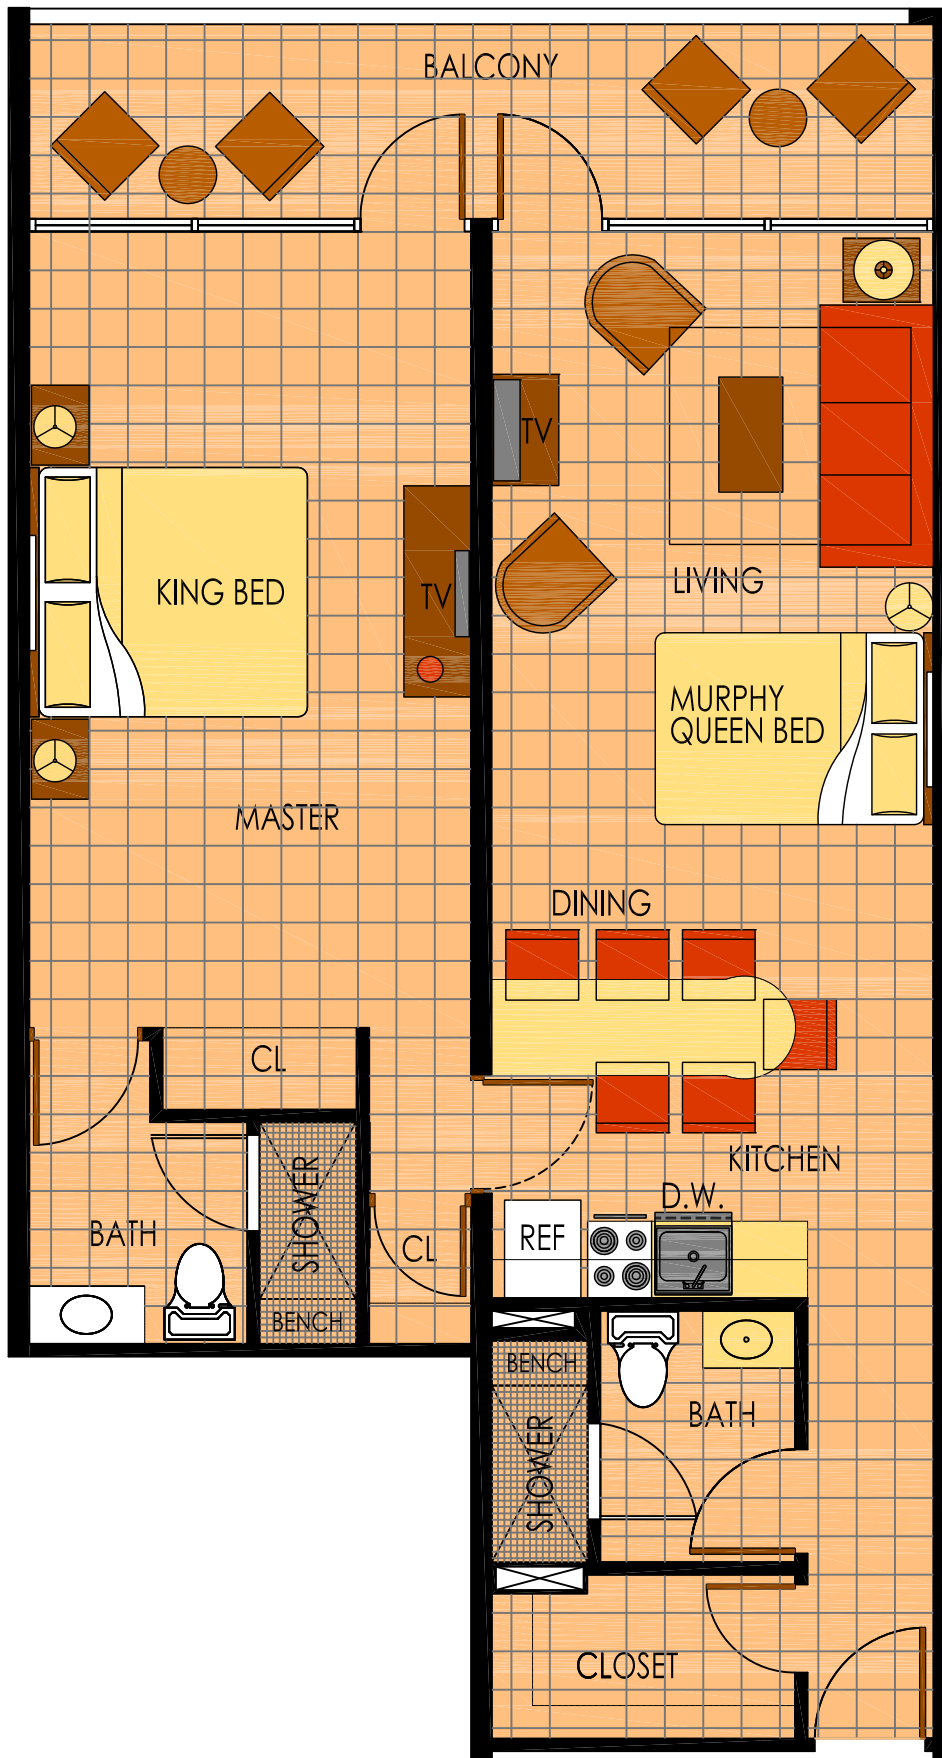 BALCONY
TV
KING BED
TV
LIVING
MURPHY
QUEEN BED
MASTER
DINING
CL
KITCHEN
SHOWER
D.W.
BATH
REF
CL
BENCH
BENCH
BATH
SHOWER
CLOSET